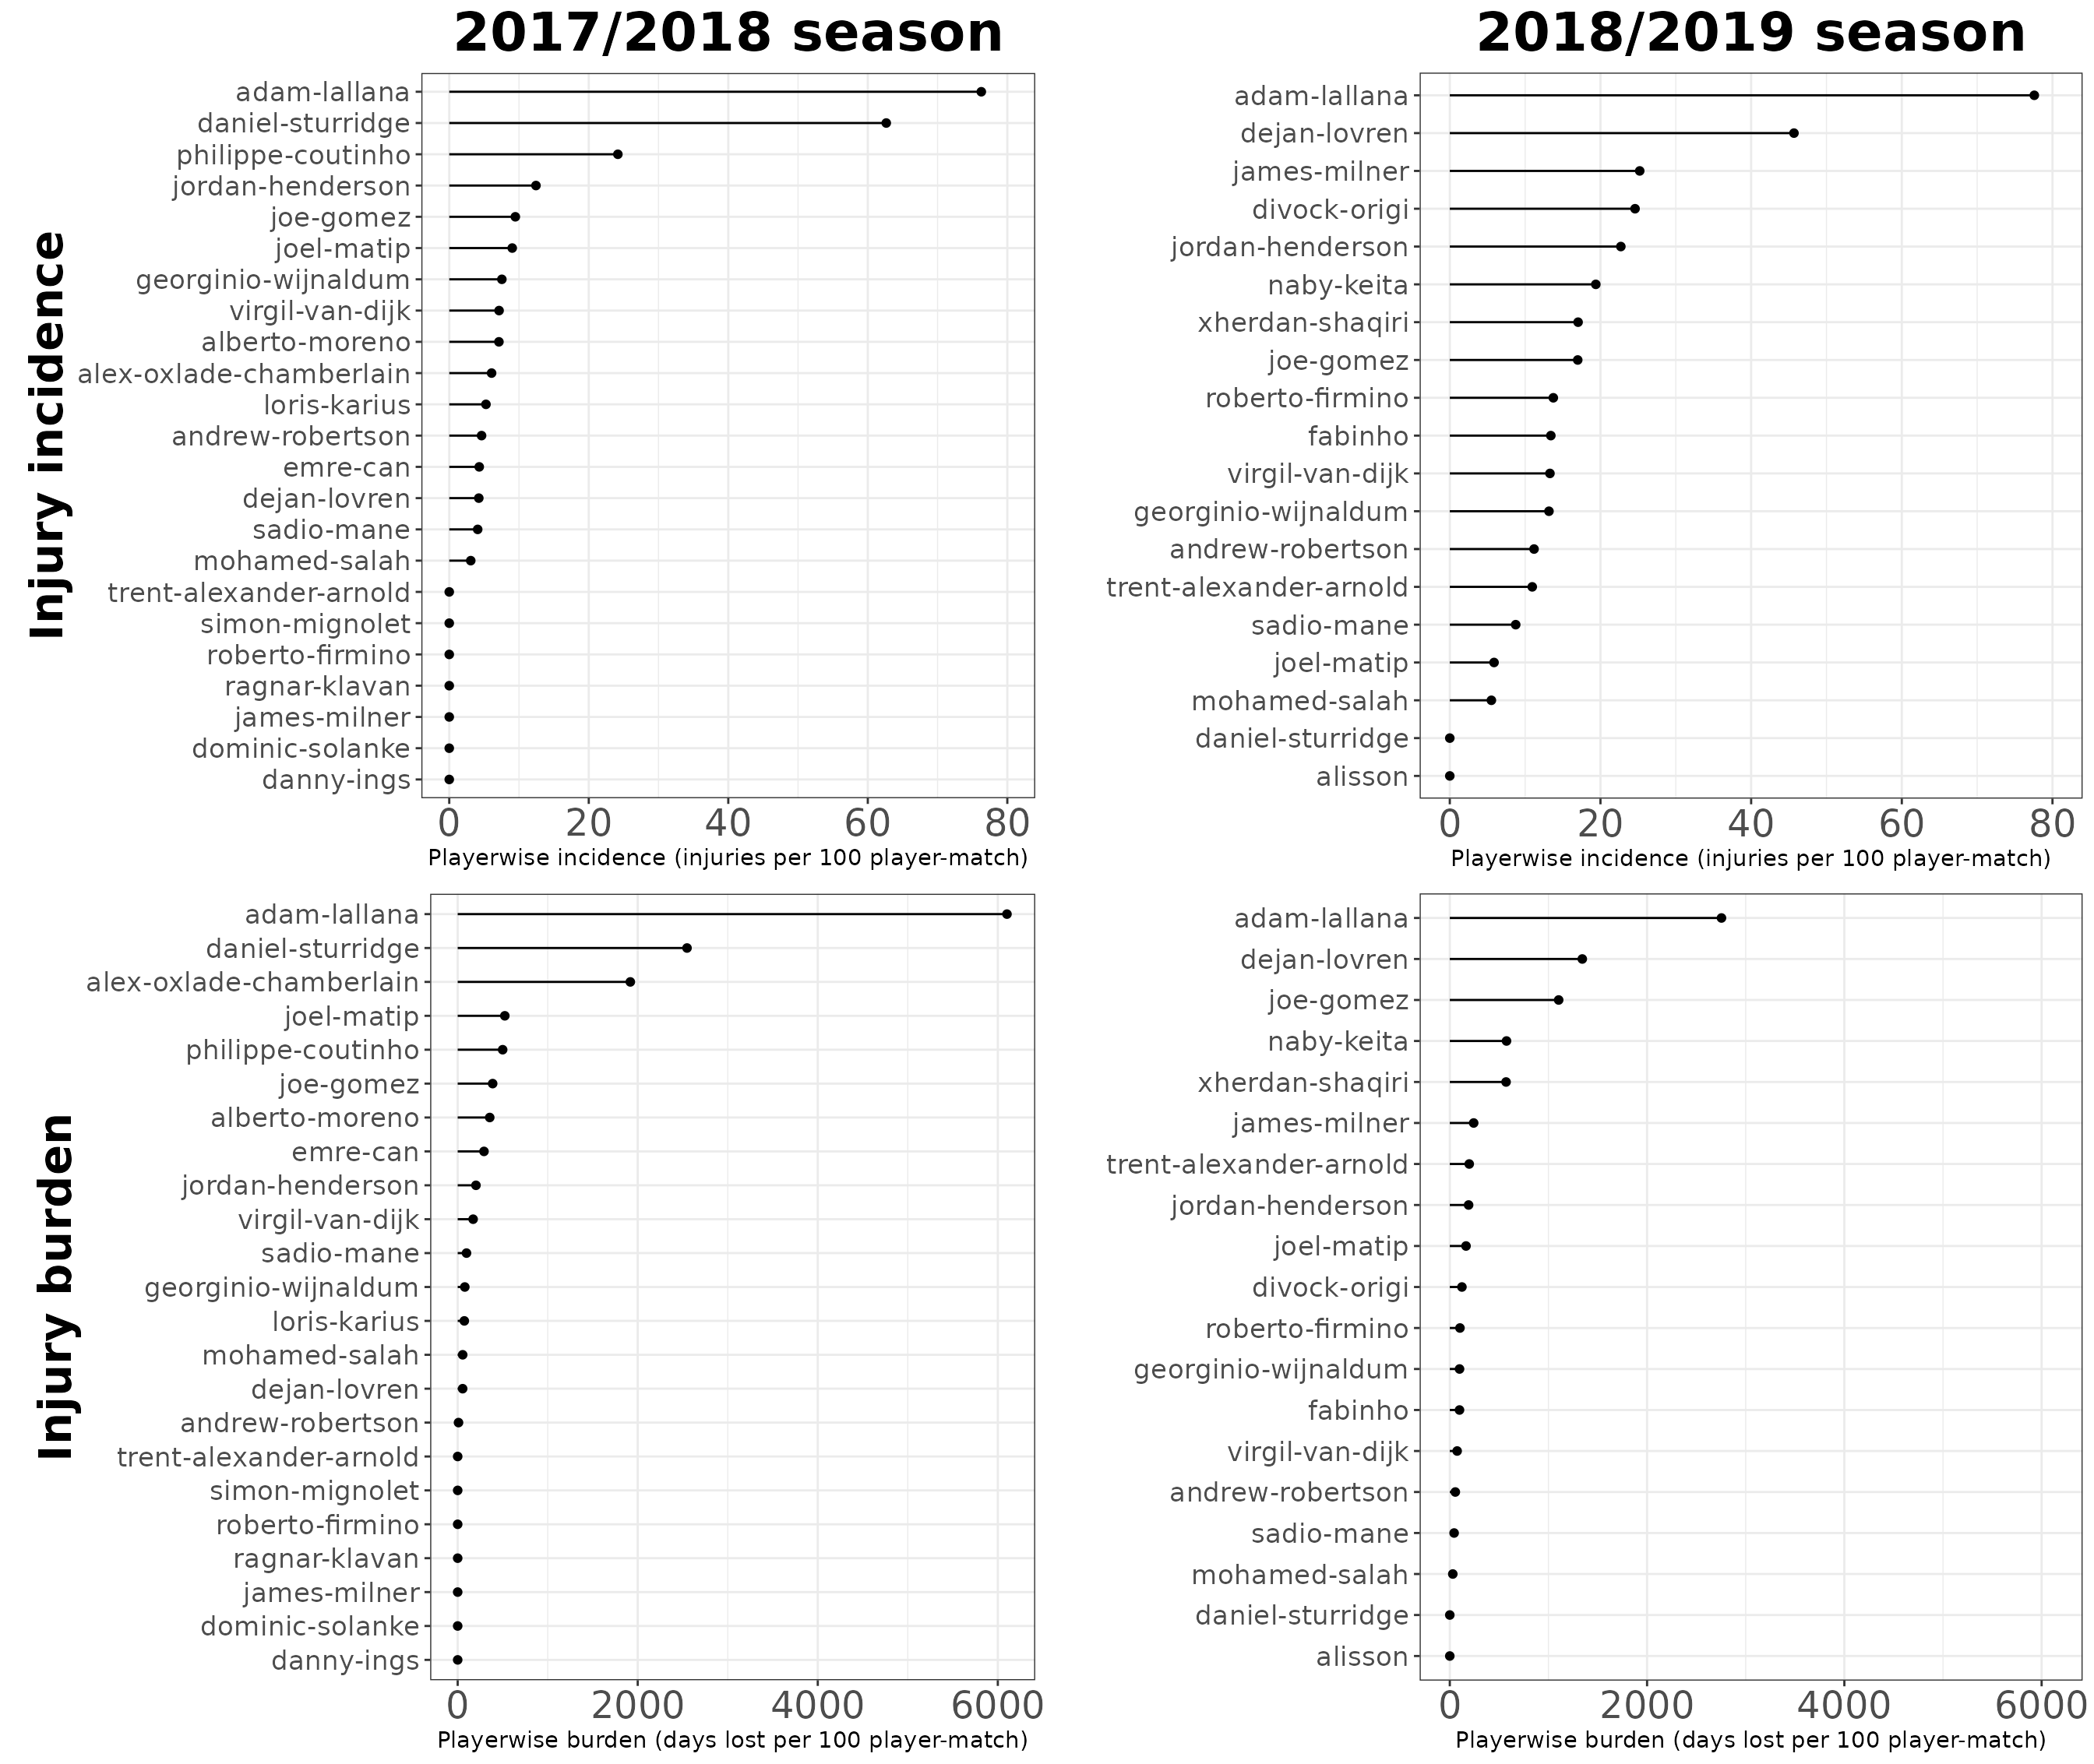 2017/2018 season
2018/2019 season
Injury incidence
adam-lallana
daniel-sturridge
philippe-coutinho
jordan-henderson
joe-gomez
joel-matip
georginio-wijnaldum
virgil-van-dijk
alberto-moreno
alex-oxlade-chamberlain
loris-karius
andrew-robertson
emre-can
dejan-lovren
sadio-mane
mohamed-salah
trent-alexander-arnold
simon-mignolet
roberto-firmino
ragnar-klavan
james-milner
dominic-solanke
danny-ings
0 20 40 60 80
Playerwise incidence (injuries per 100 player-match)
adam-lallana
dejan-lovren
james-milner
divock-origi
jordan-henderson
naby-keita
xherdan-shaqiri
joe-gomez
roberto-firmino
fabinho
virgil-van-dijk
georginio-wijnaldum
andrew-robertson
trent-alexander-arnold
sadio-mane
joel-matip
mohamed-salah
daniel-sturridge
alisson
0 20 40 60 80
Playerwise incidence (injuries per 100 player-match)
Injury burden
adam-lallana
daniel-sturridge
alex-oxlade-chamberlain
joel-matip
philippe-coutinho
joe-gomez
alberto-moreno
emre-can
jordan-henderson
virgil-van-dijk
sadio-mane
georginio-wijnaldum
loris-karius
mohamed-salah
dejan-lovren
andrew-robertson
trent-alexander-arnold
simon-mignolet
roberto-firmino
ragnar-klavan
james-milner
dominic-solanke
danny-ings
0 2000 4000 6000
Playerwise burden (days lost per 100 player-match)
adam-lallana
dejan-lovren
joe-gomez
naby-keita
xherdan-shaqiri
james-milner
trent-alexander-arnold
jordan-henderson
joel-matip
divock-origi
roberto-firmino
georginio-wijnaldum
fabinho
virgil-van-dijk
andrew-robertson
sadio-mane
mohamed-salah
daniel-sturridge
alisson
0 2000 4000 6000
Playerwise burden (days lost per 100 player-match)